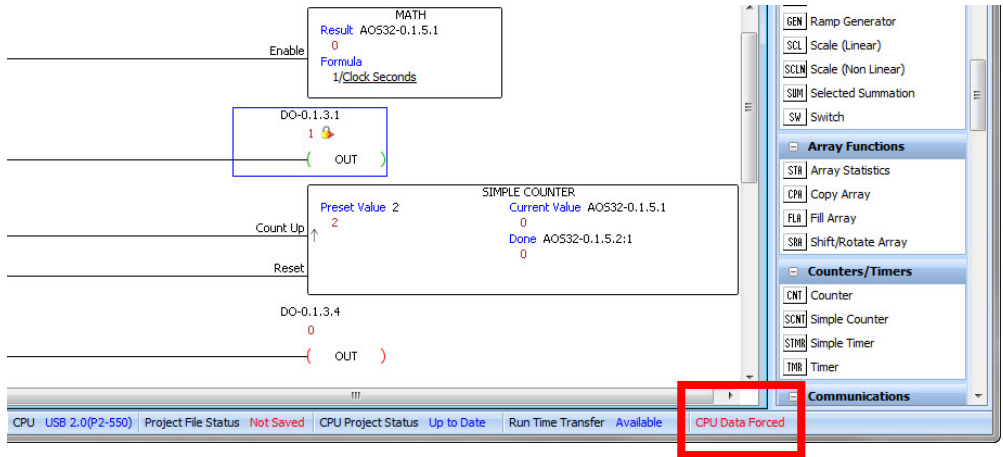 MATH
Result AOS32-0.1.5.1
0
Enable
Formula
1/Clock Seconds
DO-0.1.3.1
1
( OUT )
SIMPLE COUNTER
Preset Value 2 Current Value AOS32-0.1.5.1
2 0
Count Up
Done AOS32-0.1.5.2:1
0
Reset
DO-0.1.3.4
0
( OUT )
GEN Ramp Generator
SCL Scale (Linear)
SCLN Scale (Non Linear)
SUM Selected Summation
SW Switch
Array Functions
STA Array Statistics
CPA Copy Array
FLA Fill Array
SRA Shift/Rotate Array
Counters/Timers
CNT Counter
SCNT Simple Counter
STMR Simple Timer
TMR Timer
Communications
CPU USB 2.0(P2-550) Project File Status Not Saved CPU Project Status Up to Date Run Time Transfer Available CPU Data Forced